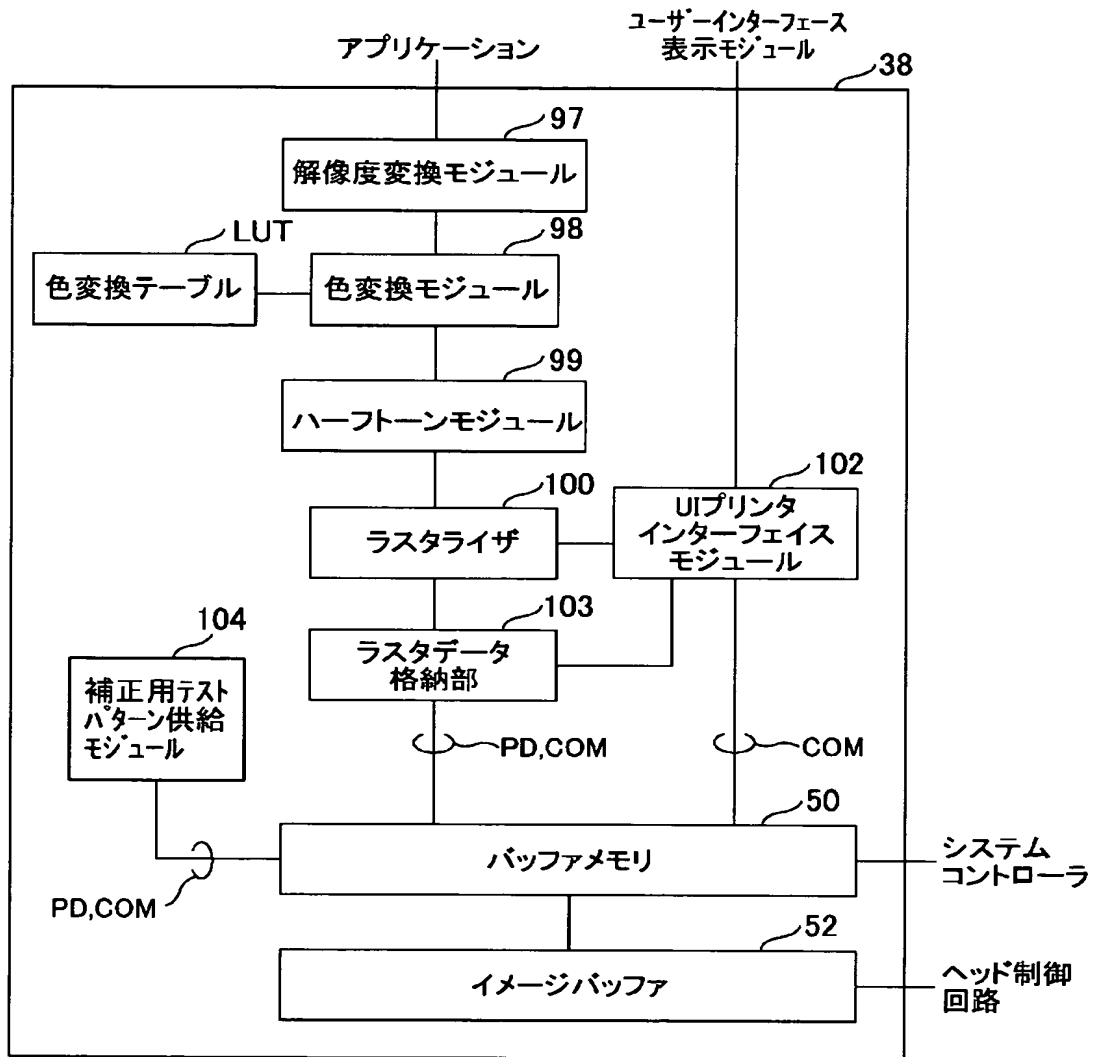 アプリケーション
ユーザーインターフェース
表示モジュール
38
97
解像度変換モジュール
LUT
98
色変換テーブル
色変換モジュール
99
ハーフトーンモジュール
100
102
ラスタライザ
UIプリンタ
インターフェイス
モジュール
103
104
ラスタデータ
格納部
補正用テスト
パターン供給
モジュール
PD,COM
COM
50
バッファメモリ
システム
コントローラ
PD,COM
52
イメージバッファ
ヘッド制御
回路